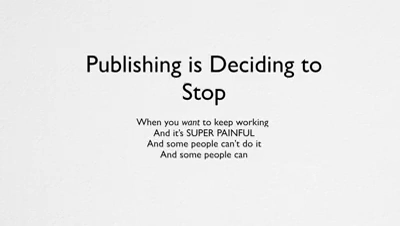 Publishing is Deciding to
Stop
When you want to keep working
And it's SUPER PAINFUL
And some people can't do it
And some people can